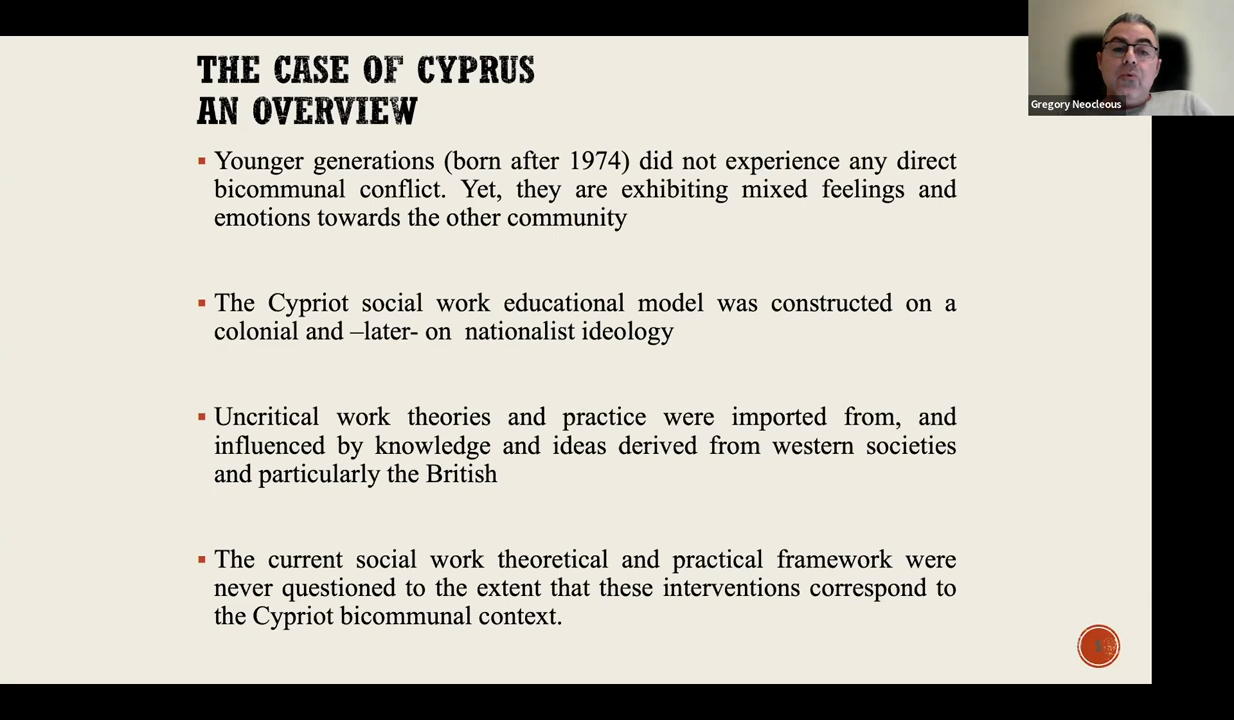 THE CASE OF CYPRUS
AN OVERVIEW
Gregory Neocleous
▪ Younger generations (born after 1974) did not experience any direct
bicommunal conflict. Yet, they are exhibiting mixed feelings and
emotions towards the other community
▪ The Cypriot social work educational model was constructed on a
colonial and –later- on nationalist ideology
▪ Uncritical work theories and practice were imported from, and
influenced by knowledge and ideas derived from western societies
and particularly the British
▪ The current social work theoretical and practical framework were
never questioned to the extent that these interventions correspond to
the Cypriot bicommunal context.